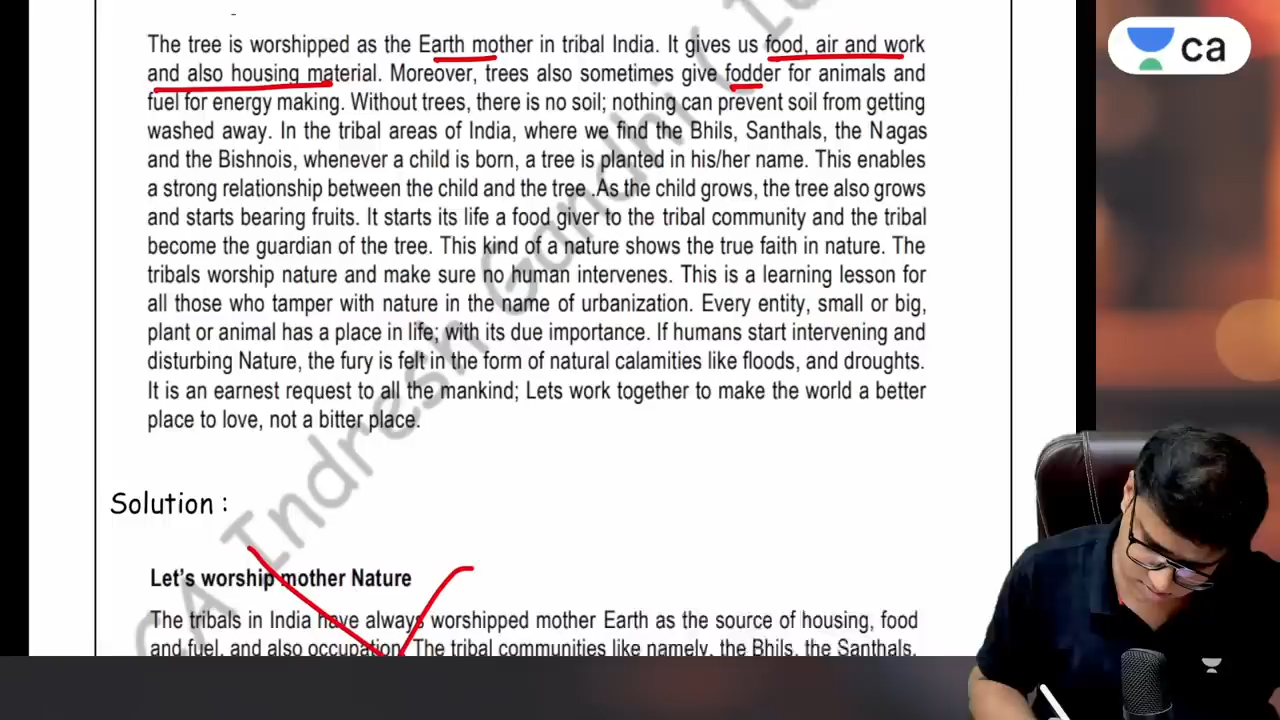 ca
The tree is worshipped as the Earth mother in tribal India. It gives us food, air and work
and also housing material. Moreover, trees also sometimes give fodder for animals and
fuel for energy making. Without trees, there is no soil; nothing can prevent soil from getting
washed away. In the tribal areas of India, where we find the Bhils, Santhals, the Nagas
and the Bishnois, whenever a child is born, a tree is planted in his/her name. This enables
a strong relationship between the child and the tree .As the child grows, the tree also grows
and starts bearing fruits. It starts its life a food giver to the tribal community and the tribal
become the guardian of the tree. This kind of a nature shows the true faith in nature. The
tribals worship nature and make sure no human intervenes. This is a learning lesson for
all those who tamper with nature in the name of urbanization. Every entity, small or big,
plant or animal has a place in life; with its due importance. If humans start intervening and
disturbing Nature, the fury is felt in the form of natural calamities like floods, and droughts.
It is an earnest request to all the mankind; Lets work together to make the world a better
place to love, not a bitter place.
Solution :
Let's worship mother Nature
The tribals in India have always worshipped mother Earth as the source of housing, food
and fuel, and also occupation. The tribal communities like namely, the Bhils, the Santhals,
CA Indresh Gandhi (